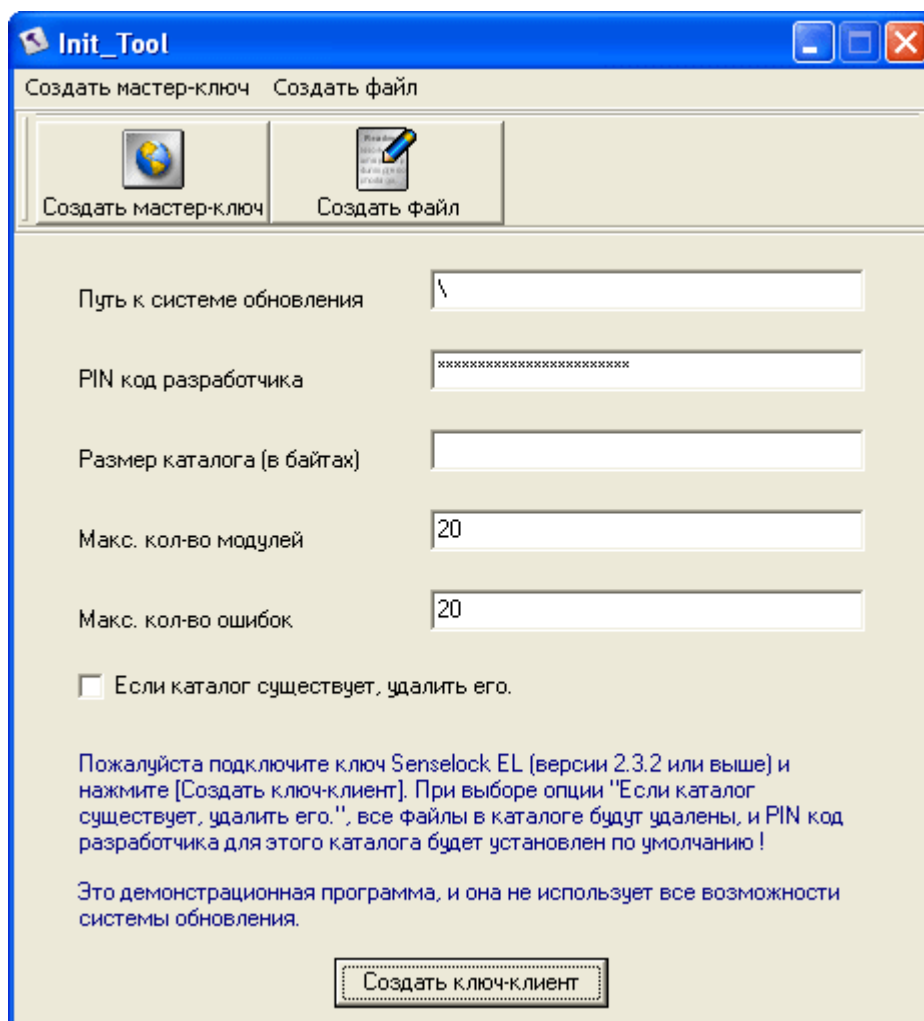 Init_Tool
Создать мастер-ключ Создать файл
Создать мастер-ключ Создать файл
Путь к системе обновления \
PIN код разработчика ************************
Размер каталога (в байтах)
Макс. кол-во модулей 20
Макс. кол-во ошибок 20
Если каталог существует, удалить его.
Пожалуйста подключите ключ Senselock EL (версии 2.3.2 или выше) и
нажмите [Создать ключ-клиент]. При выборе опции "Если каталог
существует, удалить его.", все файлы в каталоге будут удалены, и PIN код
разработчика для этого каталога будет установлен по умолчанию !
Это демонстрационная программа, и она не использует все возможности
системы обновления.
Создать ключ-клиент